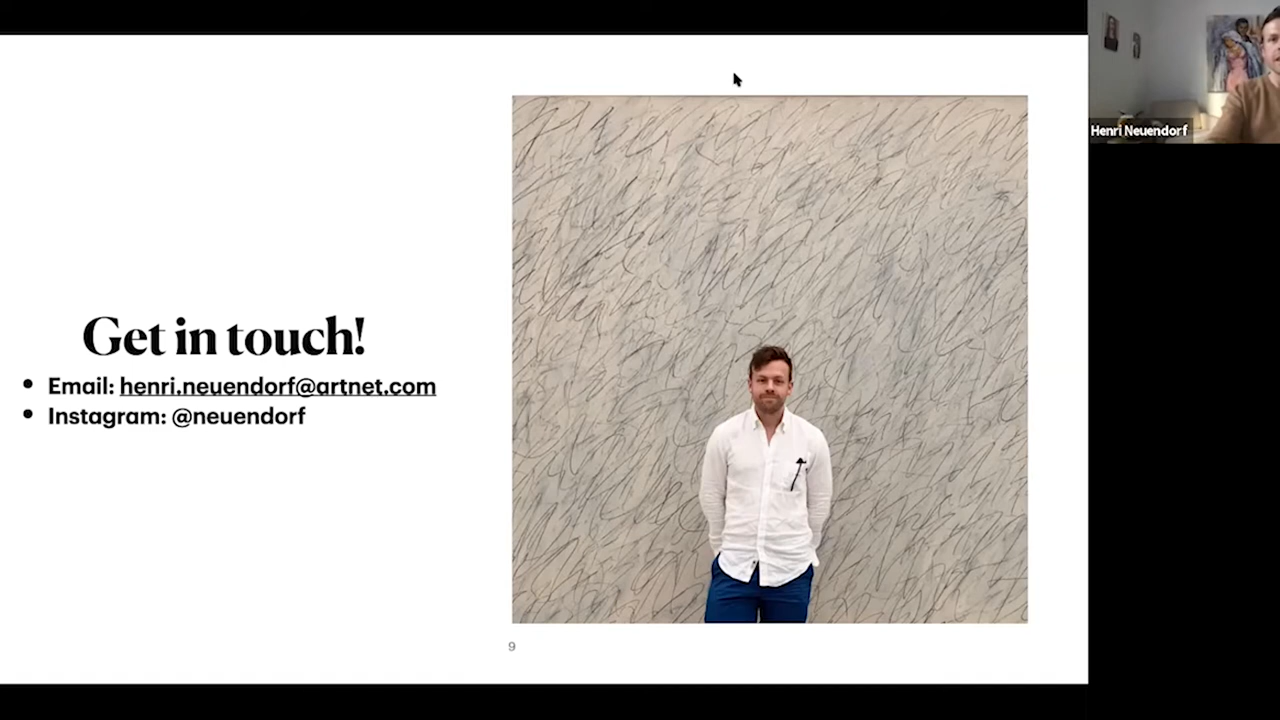 Get in touch!
• Email: henri.neuendorf@artnet.com
• Instagram: @neuendorf
9
Henri Neuendorf